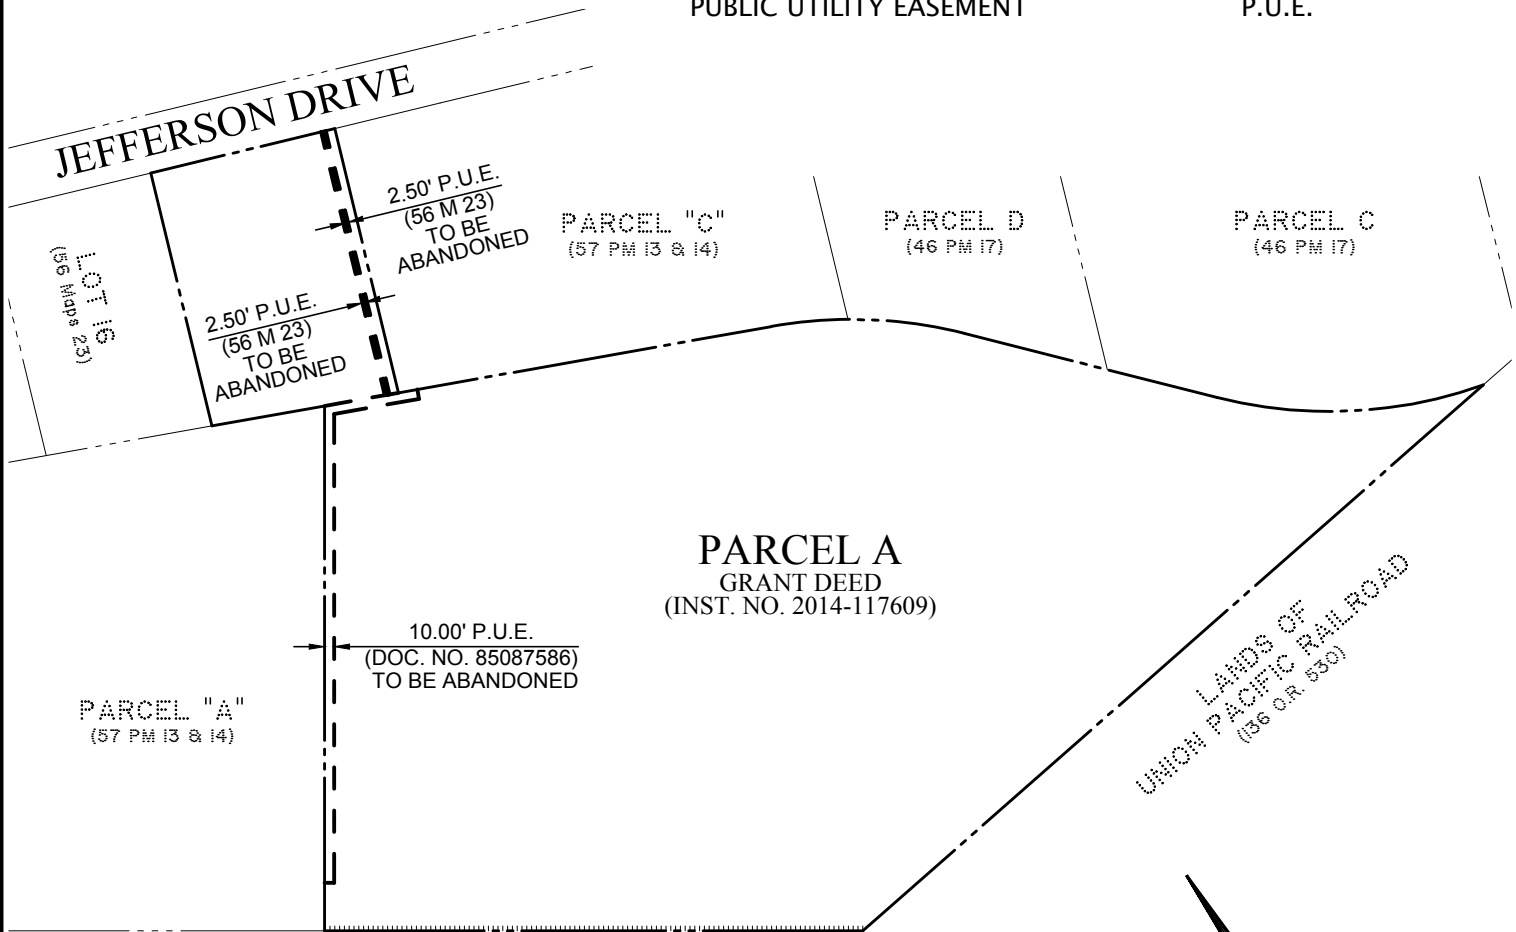 PUBLIC UTILITY EASEMENT P.U.E.
JEFFERSON DRIVE
2.50' P.U.E.
(56 M 23)
TO BE
ABANDONED
PARCEL "C"
(57 PM 13 & 14)
PARCEL D
(46 PM 17)
PARCEL C
(46 PM 17)
LOT 16
(56 Maps 23)
2.50' P.U.E.
(56 M 23)
TO BE
ABANDONED
PARCEL A
GRANT DEED
(INST. NO. 2014-117609)
10.00' P.U.E.
(DOC. NO. 85087586)
TO BE ABANDONED
PARCEL "A"
(57 PM 13 & 14)
LANDS OF
UNION PACIFIC RAILROAD
(136 O.R. 530)